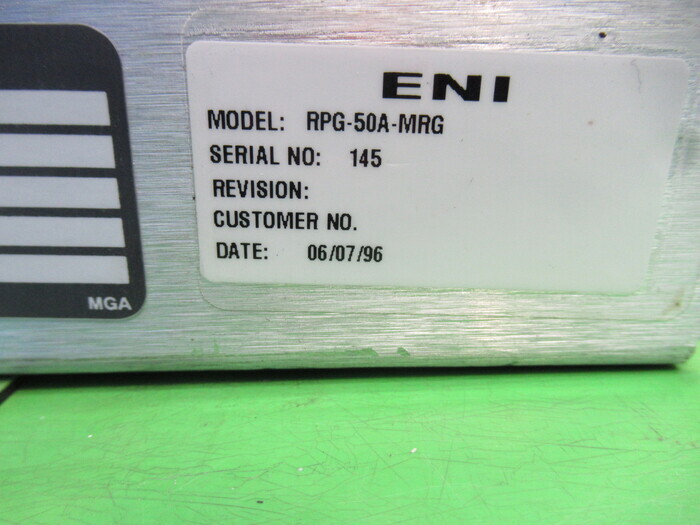 ENI
MODEL: RPG-50A-MRG
SERIAL NO: 145
REVISION:
CUSTOMER NO.
DATE: 06/07/96
MGA